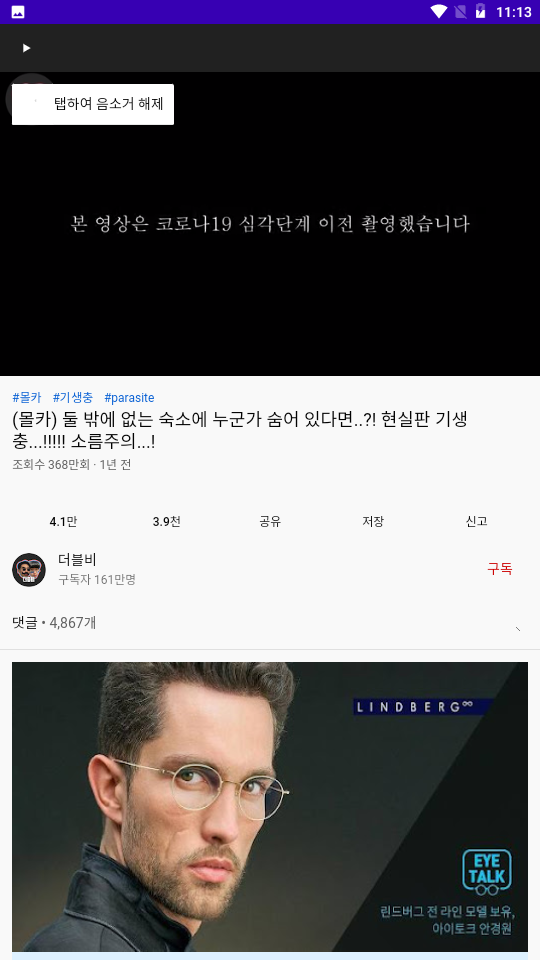 11:13
탭하여 음소거 해제
본 영상은 코로나19 심각단계 이전 촬영했습니다
#몰카 #기생충 #parasite
(몰카) 둘 밖에 없는 숙소에 누군가 숨어 있다면..?! 현실판 기생
충...!!!!! 소름주의...!
조회수 368만회 · 1년 전
4.1만 3.9천 공유 저장 신고
더블비
구독자 161만명
구독
댓글 • 4,867개
LINDBERG
EYE
TALK
린드버그 전 라인 모델 보유,
아이토크 안경원